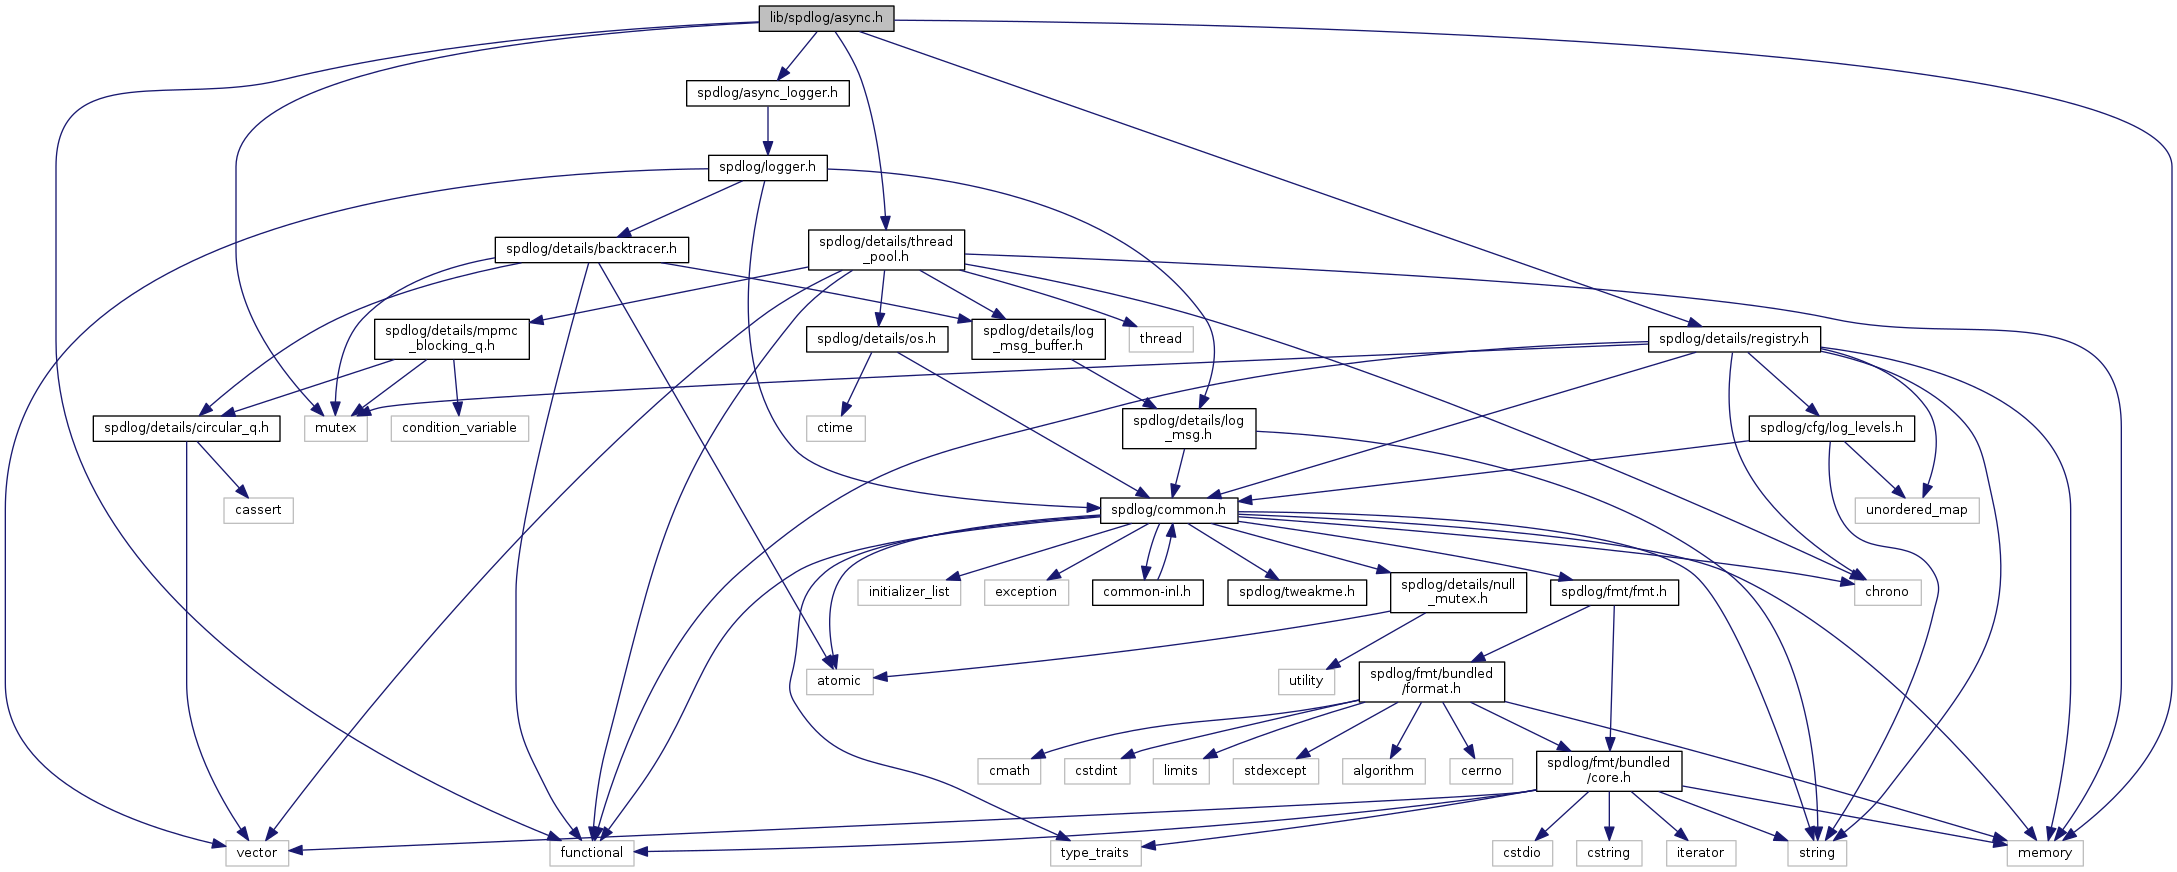 lib/spdlog/async.h
spdlog/async_logger.h
spdlog/logger.h
spdlog/details/backtracer.h
spdlog/details/thread
_pool.h
spdlog/details/mpmc
_blocking_q.h
spdlog/details/os.h
spdlog/details/log
_msg_buffer.h
thread
spdlog/details/registry.h
spdlog/details/circular_q.h
mutex
condition_variable
ctime
spdlog/details/log
_msg.h
spdlog/cfg/log_levels.h
cassert
spdlog/common.h
unordered_map
initializer_list
exception
common-inl.h
spdlog/tweakme.h
spdlog/details/null
_mutex.h
spdlog/fmt/fmt.h
chrono
atomic
utility
spdlog/fmt/bundled
/format.h
cmath
cstdint
limits
stdexcept
algorithm
cerrno
spdlog/fmt/bundled
/core.h
vector
functional
type_traits
cstdio
cstring
iterator
string
memory